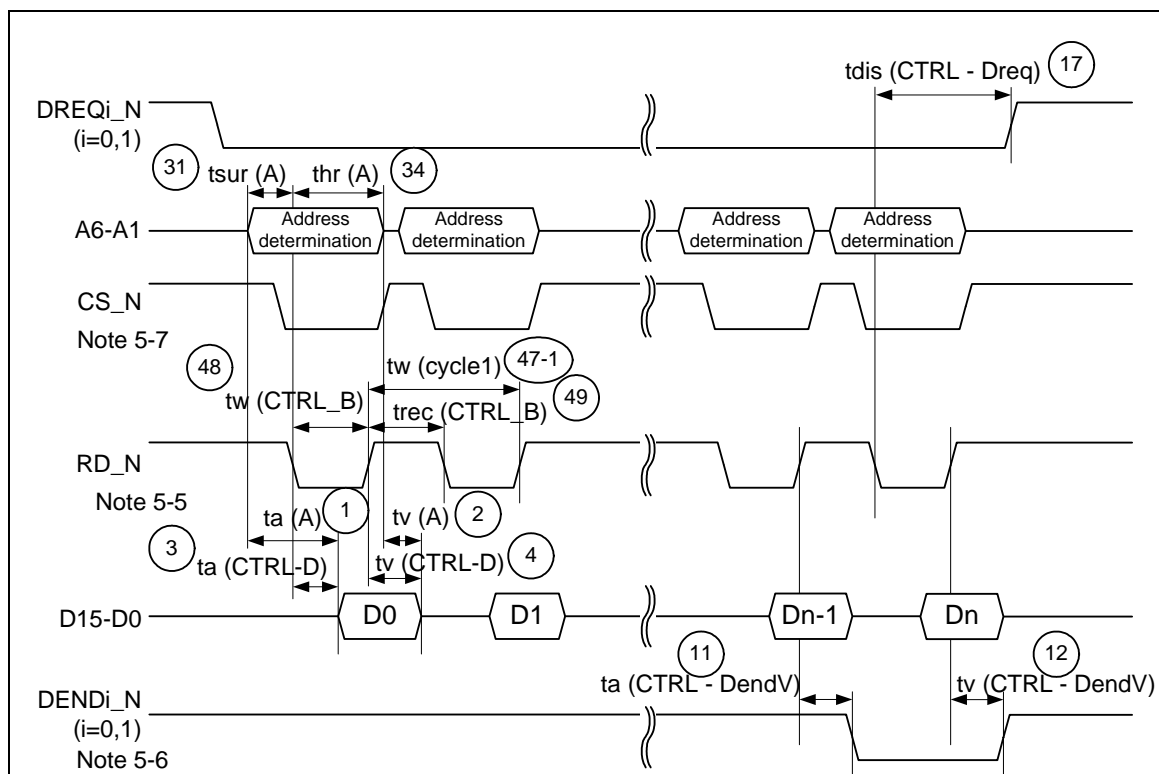 tdis (CTRL - Dreq) 17
DREQi_N
(i=0,1)
31 tsur (A) thr (A) 34
A6-A1
Address
determination
Address
determination
Address
determination
Address
determination
CS_N
Note 5-7
48
tw (cycle1) 47-1
tw (CTRL_B)
trec (CTRL_B) 49
RD_N
Note 5-5
ta (A) 1
tv (A) 2
3 ta (CTRL-D)
tv (CTRL-D) 4
D15-D0
D0 D1 Dn-1 Dn
11
ta (CTRL - DendV)
12
tv (CTRL - DendV)
DENDi_N
(i=0,1)
Note 5-6